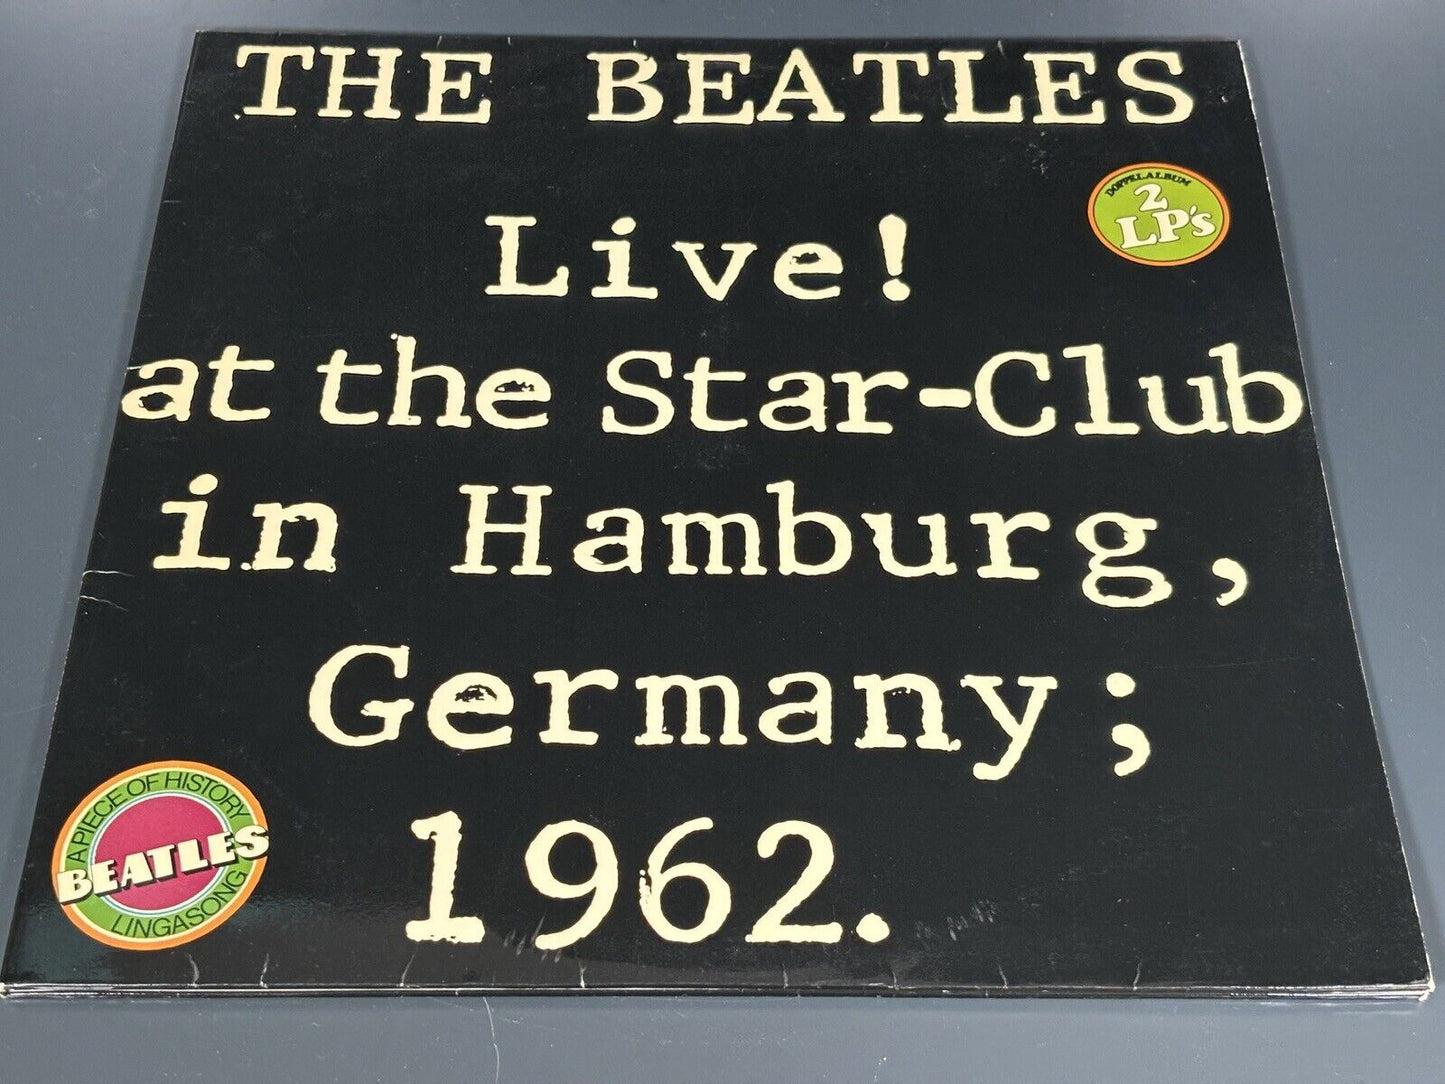 THE BEATLES
DOPPELALBUM
2
LP's
Live!
at the Star-Club
in Hamburg,
Germany;
1962.
A PIECE OF HISTORY
BEATLES
LINGASONG